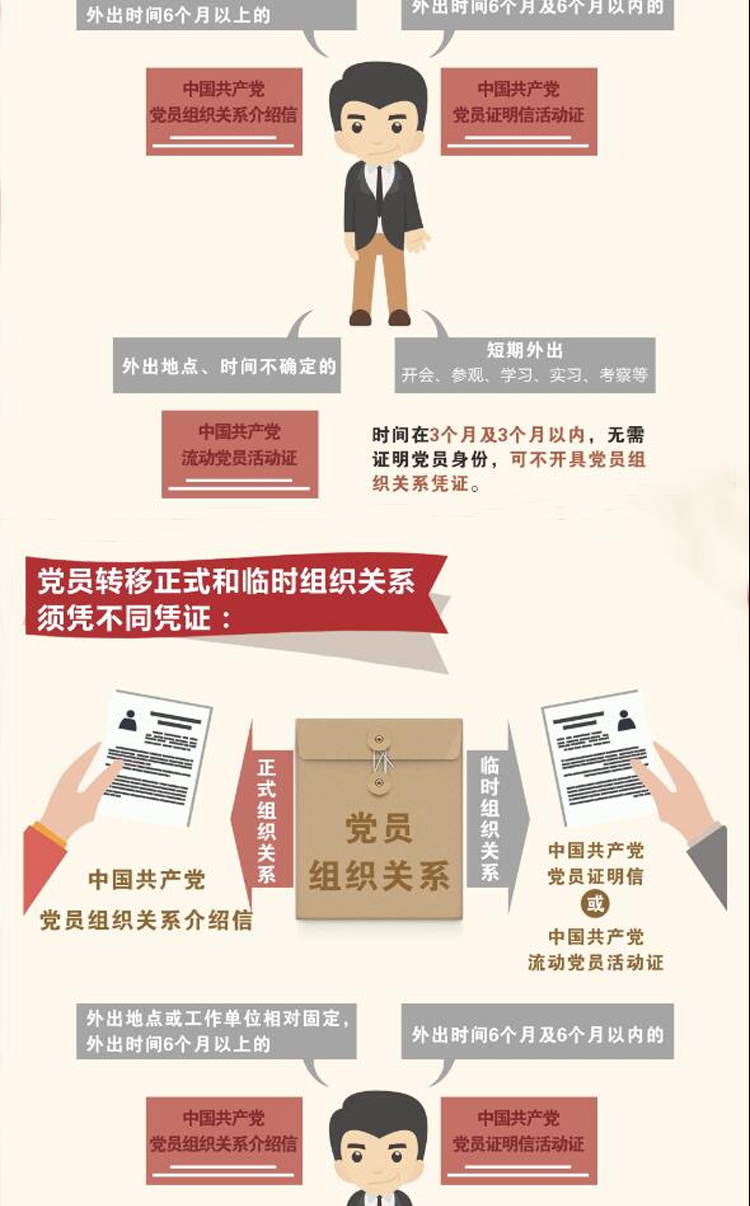 外出时间6个月以上的
外出时间6个月及6个月以内的
中国共产党
党员组织关系介绍信
中国共产党
党员证明信活动证
外出地点、时间不确定的
短期外出
开会、参观、学习、实习、考察等
中国共产党
流动党员活动证
时间在3个月及3个月以内，无需
证明党员身份，可不开具党员组
织关系凭证。
党员转移正式和临时组织关系
须凭不同凭证：
正式组织关系
党员
组织关系
临时组织关系
中国共产党
党员组织关系介绍信
中国共产党
党员证明信
或
中国共产党
流动党员活动证
外出地点或工作单位相对固定，
外出时间6个月以上的
外出时间6个月及6个月以内的
中国共产党
党员组织关系介绍信
中国共产党
党员证明信活动证